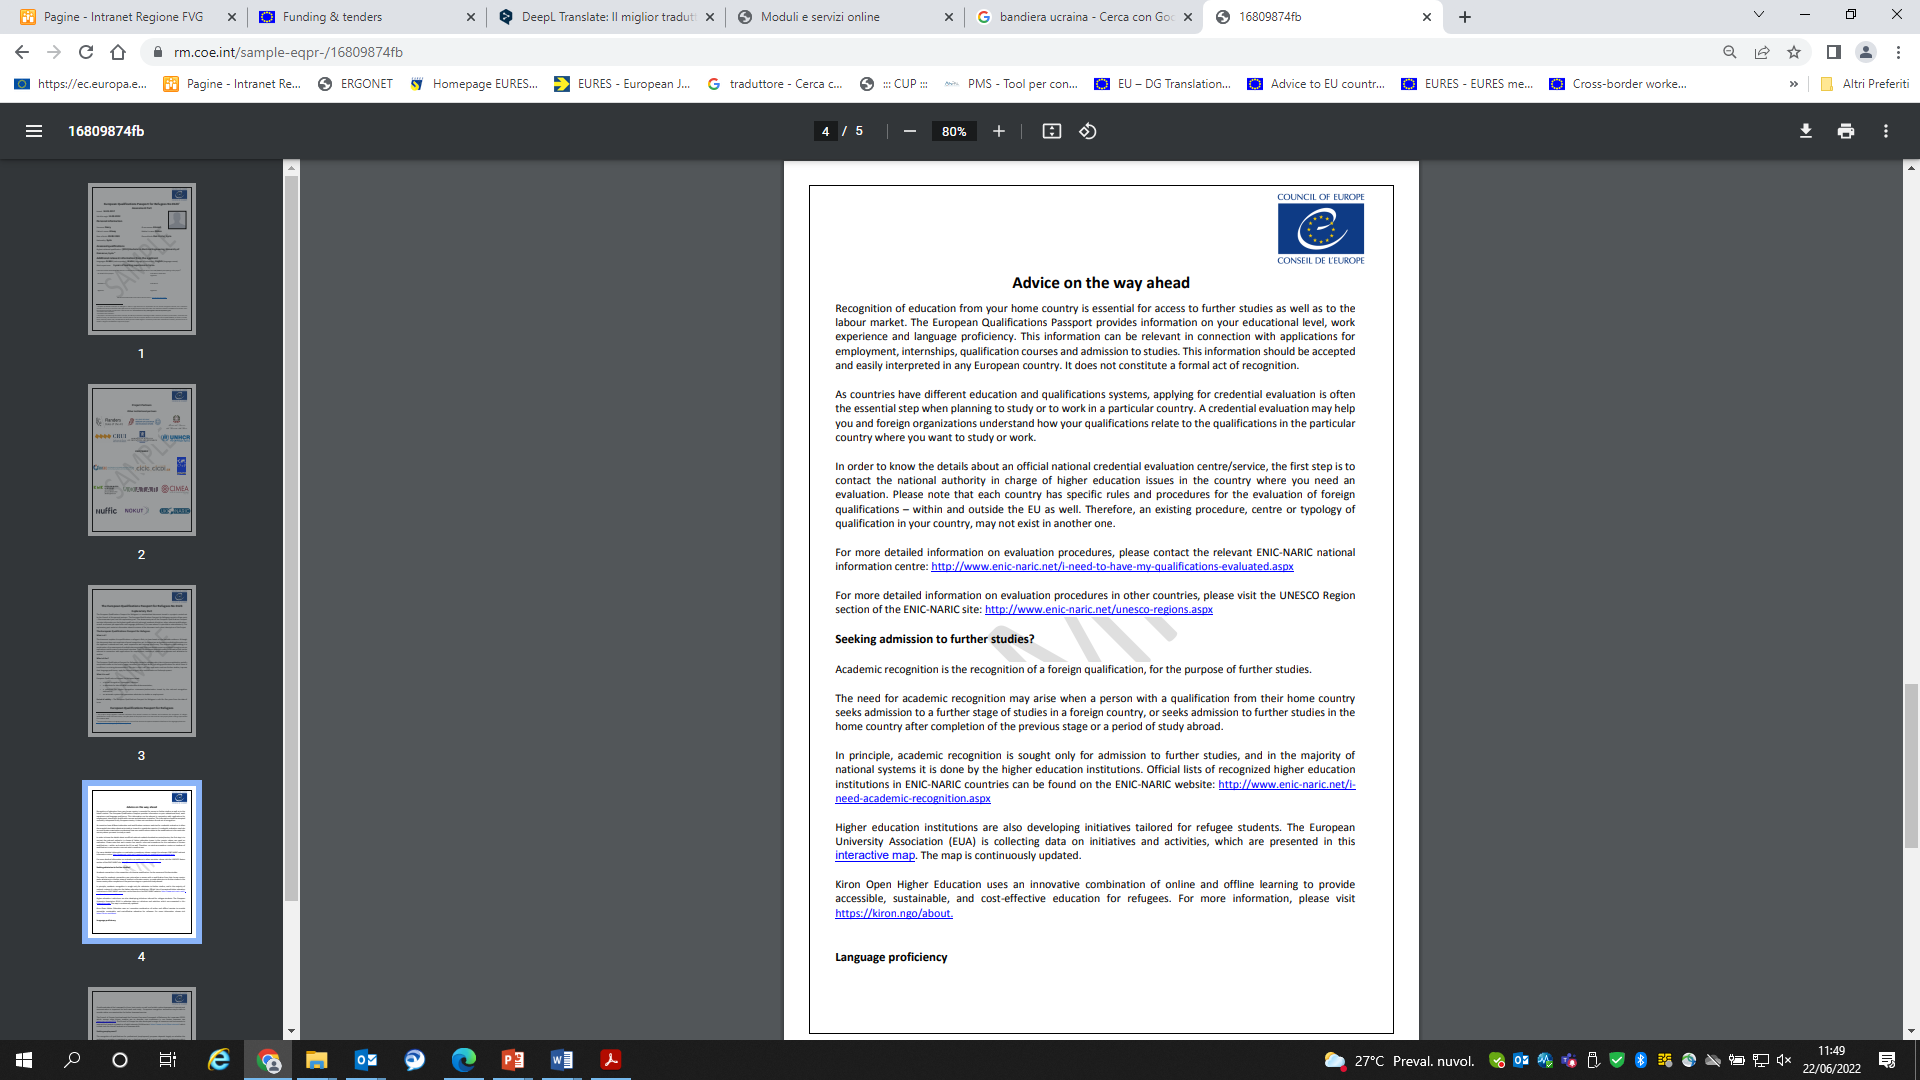 Pagine - Intranet Regione FVG
Funding & tenders
DeepL Translate: Il miglior tradut
Moduli e servizi online
bandiera ucraina - Cerca con Goo
16809874fb
rm.coe.int/sample-eqpr-/16809874fb
https://ec.europa.e...
Pagine - Intranet Re...
ERGONET
Homepage EURES...
EURES - European J...
traduttore - Cerca c...
::: CUP :::
PMS - Tool per con...
EU – DG Translation...
Advice to EU countr...
EURES - EURES me...
Cross-border worke...
Altri Preferiti
16809874fb
4 / 5
80%
1
2
3
4
COUNCIL OF EUROPE
CONSEIL DE L'EUROPE
Advice on the way ahead
Recognition of education from your home country is essential for access to further studies as well as to the
labour market. The European Qualifications Passport provides information on your educational level, work
experience and language proficiency. This information can be relevant in connection with applications for
employment, internships, qualification courses and admission to studies. This information should be accepted
and easily interpreted in any European country. It does not constitute a formal act of recognition.
As countries have different education and qualifications systems, applying for credential evaluation is often
the essential step when planning to study or to work in a particular country. A credential evaluation may help
you and foreign organizations understand how your qualifications relate to the qualifications in the particular
country where you want to study or work.
In order to know the details about an official national credential evaluation centre/service, the first step is to
contact the national authority in charge of higher education issues in the country where you need an
evaluation. Please note that each country has specific rules and procedures for the evaluation of foreign
qualifications – within and outside the EU as well. Therefore, an existing procedure, centre or typology of
qualification in your country, may not exist in another one.
For more detailed information on evaluation procedures, please contact the relevant ENIC-NARIC national
information centre: http://www.enic-naric.net/i-need-to-have-my-qualifications-evaluated.aspx
For more detailed information on evaluation procedures in other countries, please visit the UNESCO Region
section of the ENIC-NARIC site: http://www.enic-naric.net/unesco-regions.aspx
Seeking admission to further studies?
Academic recognition is the recognition of a foreign qualification, for the purpose of further studies.
The need for academic recognition may arise when a person with a qualification from their home country
seeks admission to a further stage of studies in a foreign country, or seeks admission to further studies in the
home country after completion of the previous stage or a period of study abroad.
In principle, academic recognition is sought only for admission to further studies, and in the majority of
national systems it is done by the higher education institutions. Official lists of recognized higher education
institutions in ENIC-NARIC countries can be found on the ENIC-NARIC website: http://www.enic-naric.net/i-
need-academic-recognition.aspx
Higher education institutions are also developing initiatives tailored for refugee students. The European
University Association (EUA) is collecting data on initiatives and activities, which are presented in this
interactive map. The map is continuously updated.
Kiron Open Higher Education uses an innovative combination of online and offline learning to provide
accessible, sustainable, and cost-effective education for refugees. For more information, please visit
https://kiron.ngo/about.
Language proficiency
27°C Preval. nuvol.
11:49
22/06/2022